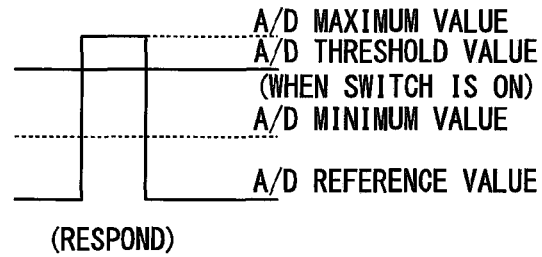 A/D MAXIMUM VALUE
A/D THRESHOLD VALUE
(WHEN SWITCH IS ON)
A/D MINIMUM VALUE
A/D REFERENCE VALUE
(RESPOND)